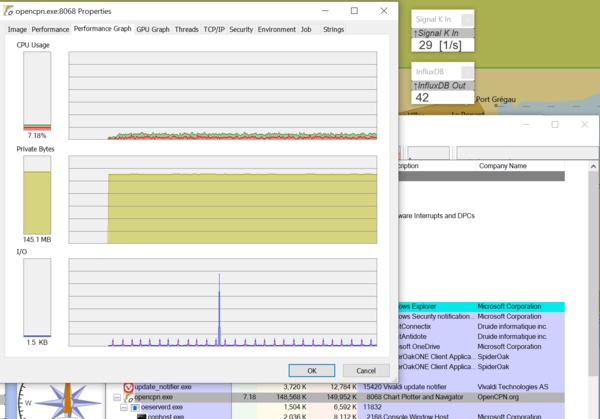 opencpn.exe:8068 Properties
Image Performance Performance Graph GPU Graph Threads TCP/IP Security Environment Job Strings
CPU Usage
7.18%
Private Bytes
145.1 MB
I/O
1.5 KB
OK Cancel
Signal K In
↑Signal K In
29 [1/s]
InfluxDB
↑InfluxDB Out
42
Port Grégau
ription Company Name
ware Interrupts and DPCs
ows Explorer Microsoft Corporation
ows Security notification... Microsoft Corporation
tConnectix Druide informatique inc.
tAntidote Druide informatique inc.
soft OneDrive Microsoft Corporation
erOakONE Client Applica... SpiderOak
erOakONE Client Applica... SpiderOak
update_notifier.exe 3,720 K 12,784 K 15420 Vivaldi update notifier Vivaldi Technologies AS
opencpn.exe 7.18 148,568 K 149,952 K 8068 Chart Plotter and Navigator OpenCPN.org
oeserverd.exe 1,504 K 6,592 K 11832
conhost.exe 2,036 K 8,112 K 2168 Console Window Host Microsoft Corporation